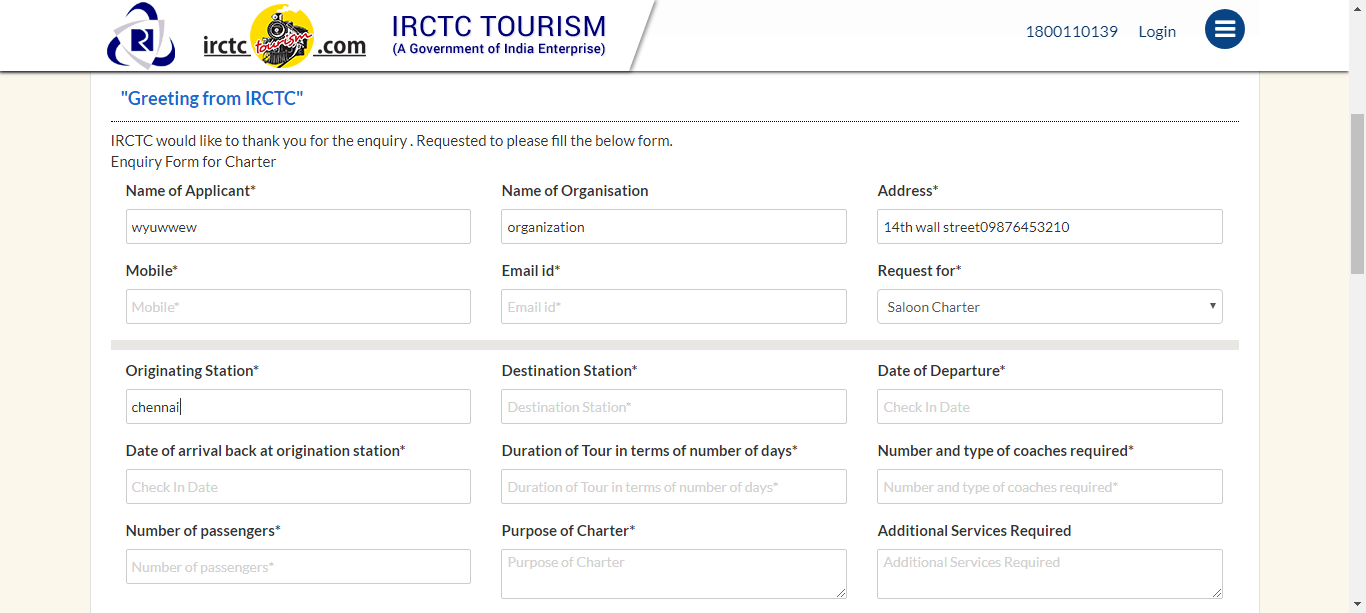 irctc tourism .com
IRCTC TOURISM
(A Government of India Enterprise)
1800110139 Login
"Greeting from IRCTC"
IRCTC would like to thank you for the enquiry . Requested to please fill the below form.
Enquiry Form for Charter
Name of Applicant* Name of Organisation Address*
wyuwwew organization 14th wall street09876453210
Mobile* Email id* Request for*
Mobile* Email id* Saloon Charter
Originating Station* Destination Station* Date of Departure*
chennai Destination Station* Check In Date
Date of arrival back at origination station* Duration of Tour in terms of number of days* Number and type of coaches required*
Check In Date Duration of Tour in terms of number of days* Number and type of coaches required*
Number of passengers* Purpose of Charter* Additional Services Required
Number of passengers* Purpose of Charter Additional Services Required